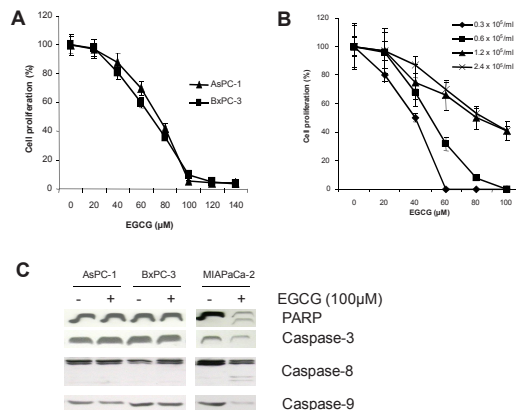 A
Cell proliferation (%)
120
100
80
60
40
20
0
AsPC-1
BxPC-3
0 20 40 60 80 100 120 140
EGCG (µM)
B
Cell proliferation (%)
120
100
80
60
40
20
0
0.3 x 10⁵/ml
0.6 x 10⁵/ml
1.2 x 10⁵/ml
2.4 x 10⁵/ml
0 20 40 60 80 100
EGCG (µM)
C
AsPC-1 BxPC-3 MIAPaCa-2
- + - + - + EGCG (100µM)
PARP
Caspase-3
Caspase-8
Caspase-9